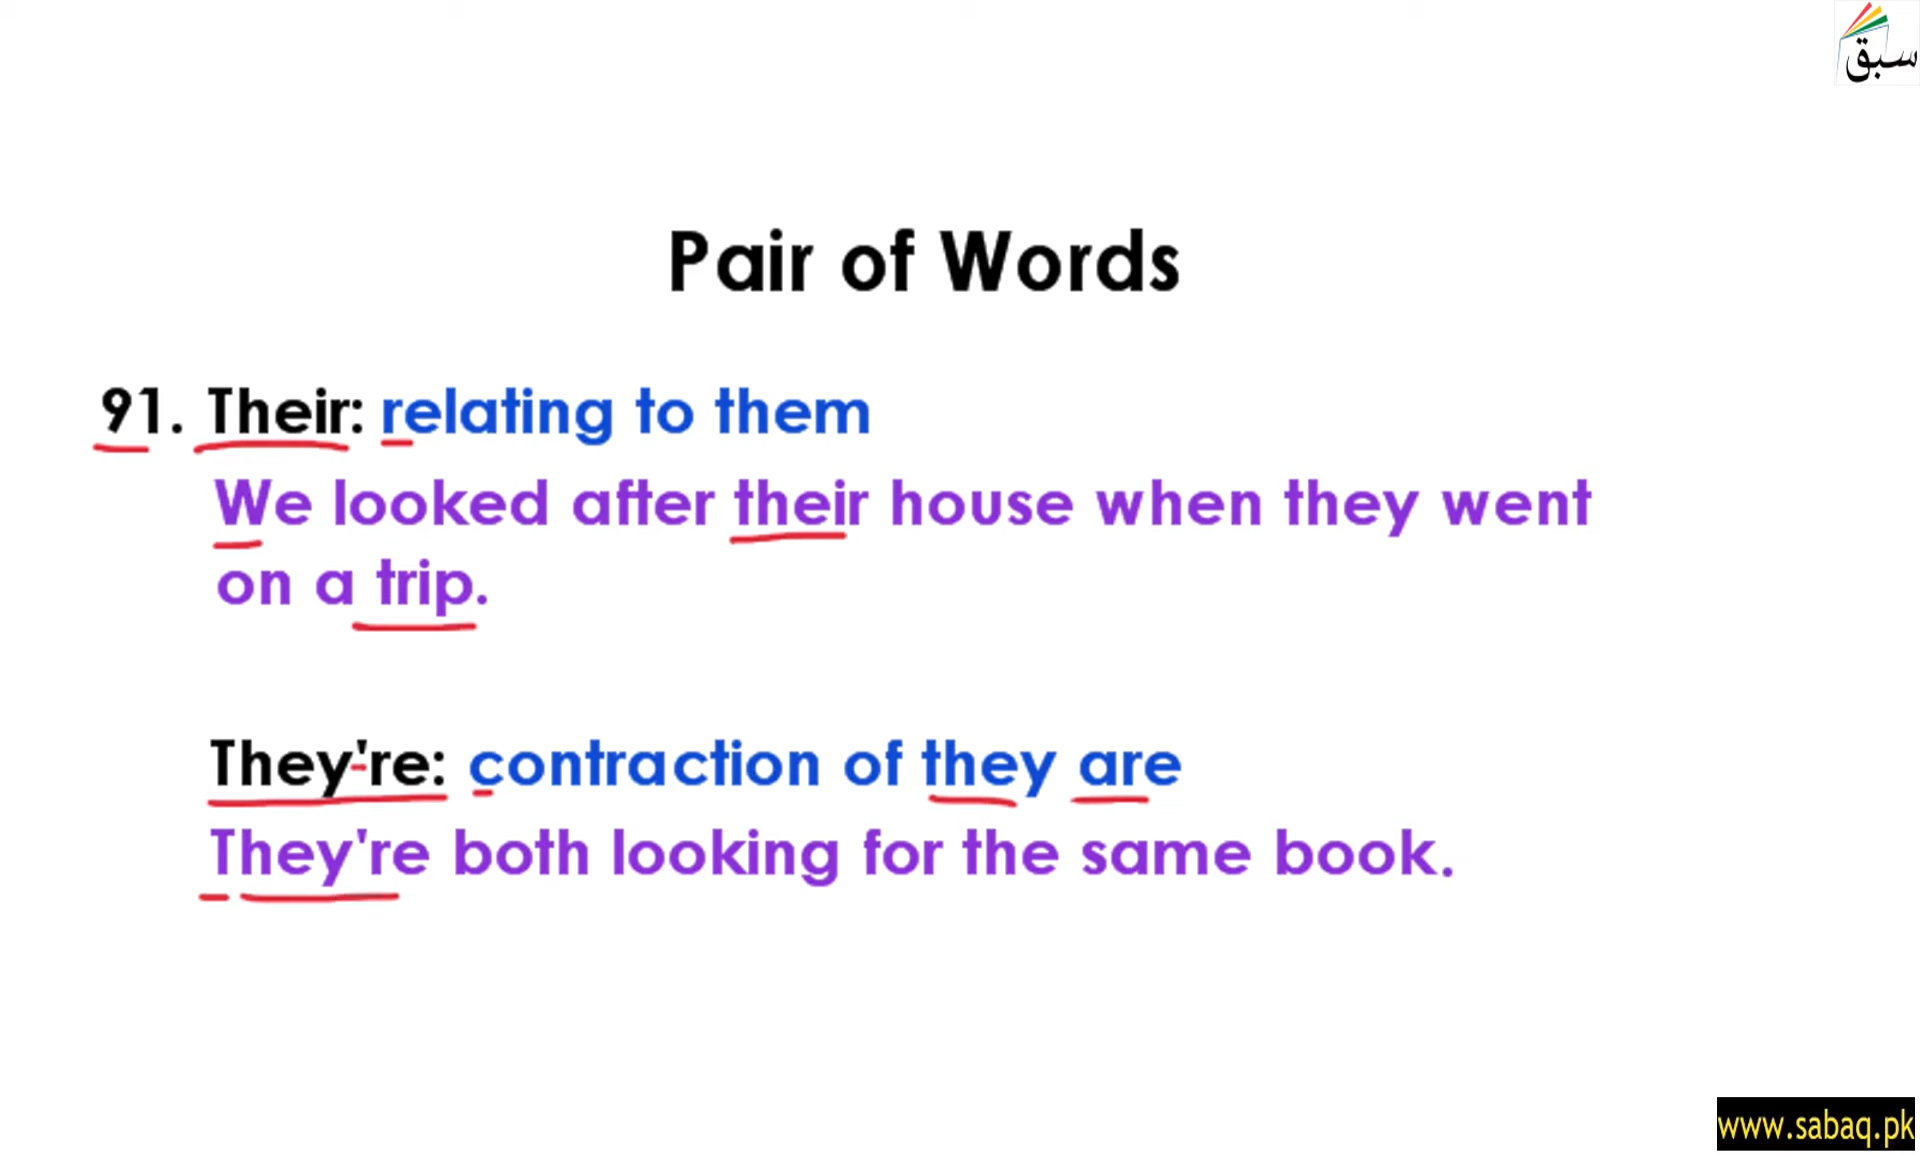 سبق
Pair of Words
91. Their: relating to them
We looked after their house when they went
on a trip.
They're: contraction of they are
They're both looking for the same book.
www.sabaq.pk